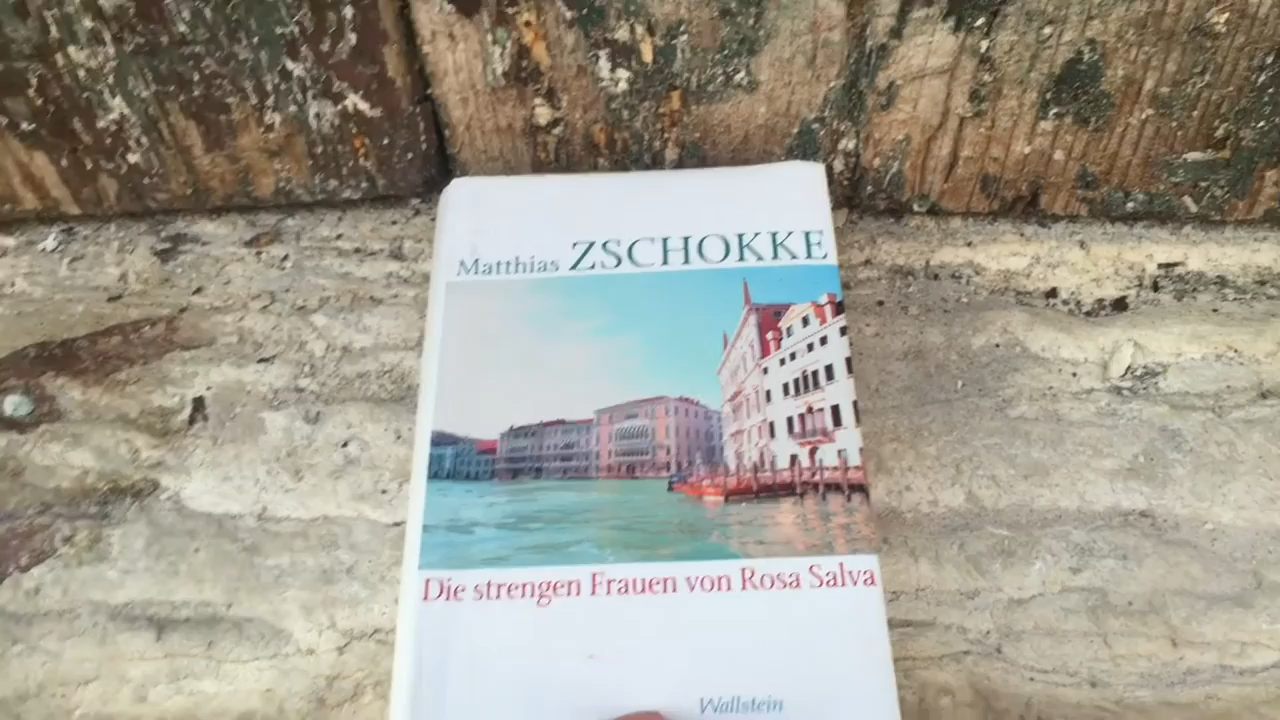 Matthias ZSCHOKKE
Die strengen Frauen von Rosa Salva
Wallstein